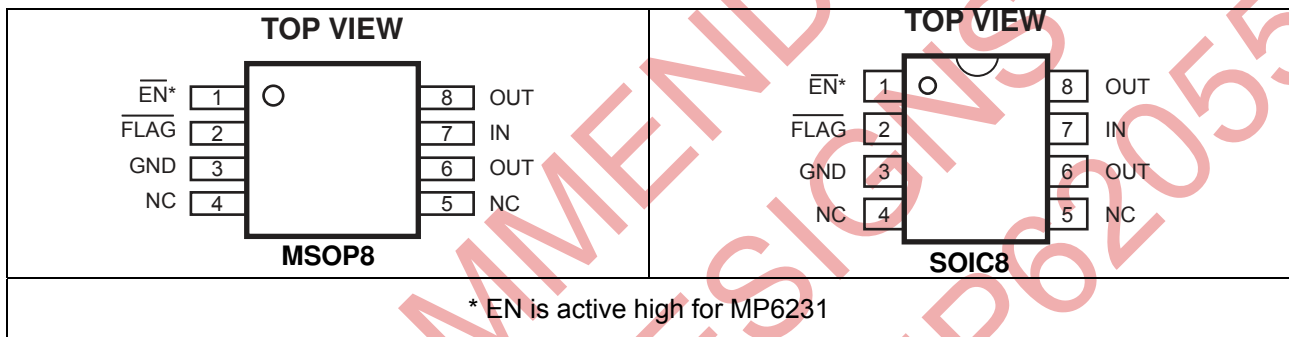 TOP VIEW
EN* 1 8 OUT
FLAG 2 7 IN
GND 3 6 OUT
NC 4 5 NC
MSOP8
TOP VIEW
EN* 1 8 OUT
FLAG 2 7 IN
GND 3 6 OUT
NC 4 5 NC
SOIC8
* EN is active high for MP6231